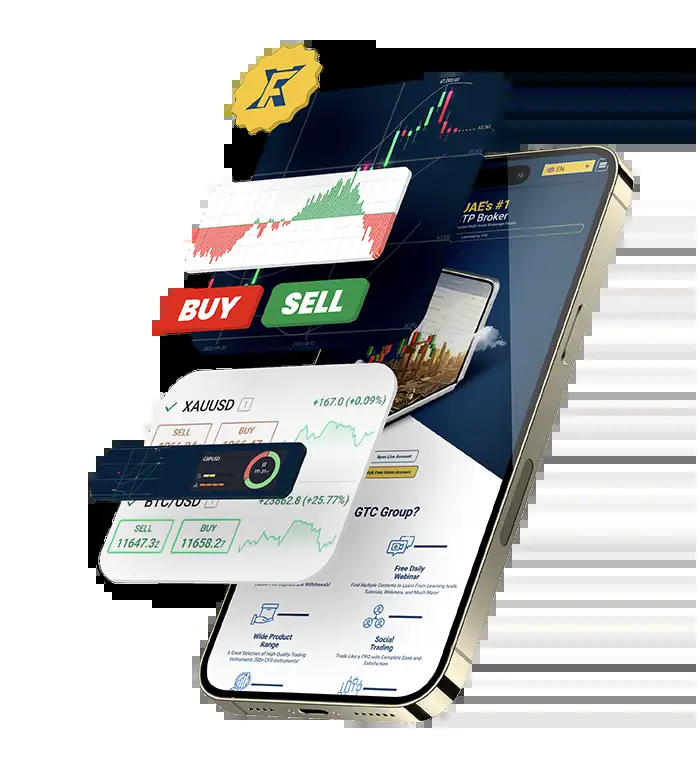 EN
UAE's #1
TP Broker
BUY
SELL
XAUUSD
+167.0 (+0.09%)
SELL
BUY
GBPUSD
BTC/USD
+23862.8 (+25.77%)
SELL
11647.32
BUY
11658.27
Open Live Account
GTC Group?
Free Daily
Webinar
Find Multiple Contents to Learn From Learning tools,
Tutorials, Webinars, and Much More!
Wide Product
Range
A Great Selection of High-Quality Trading
Instruments 200+ CFD Instruments!
Social
Trading
Trade Like a PRO with Complete Ease and
Satisfaction